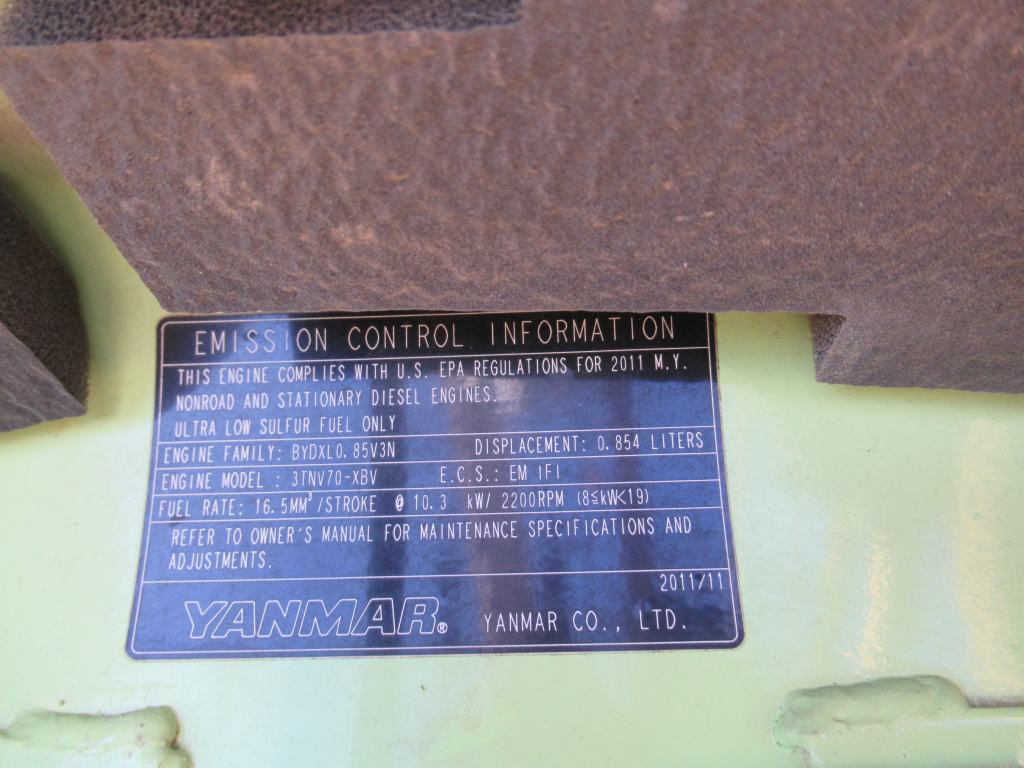 EMISSION CONTROL INFORMATION
THIS ENGINE COMPLIES WITH U.S. EPA REGULATIONS FOR 2011 M.Y.
NONROAD AND STATIONARY DIESEL ENGINES.
ULTRA LOW SULFUR FUEL ONLY
ENGINE FAMILY: BYDXL0.85V3N DISPLACEMENT: 0.854 LITERS
ENGINE MODEL : 3TNV70-XBV E.C.S.: EM IFI
FUEL RATE: 16.5MM³/STROKE @ 10.3 kW/ 2200RPM (8≦kW<19)
REFER TO OWNER'S MANUAL FOR MAINTENANCE SPECIFICATIONS AND
ADJUSTMENTS.
2011/11
YANMAR® YANMAR CO., LTD.